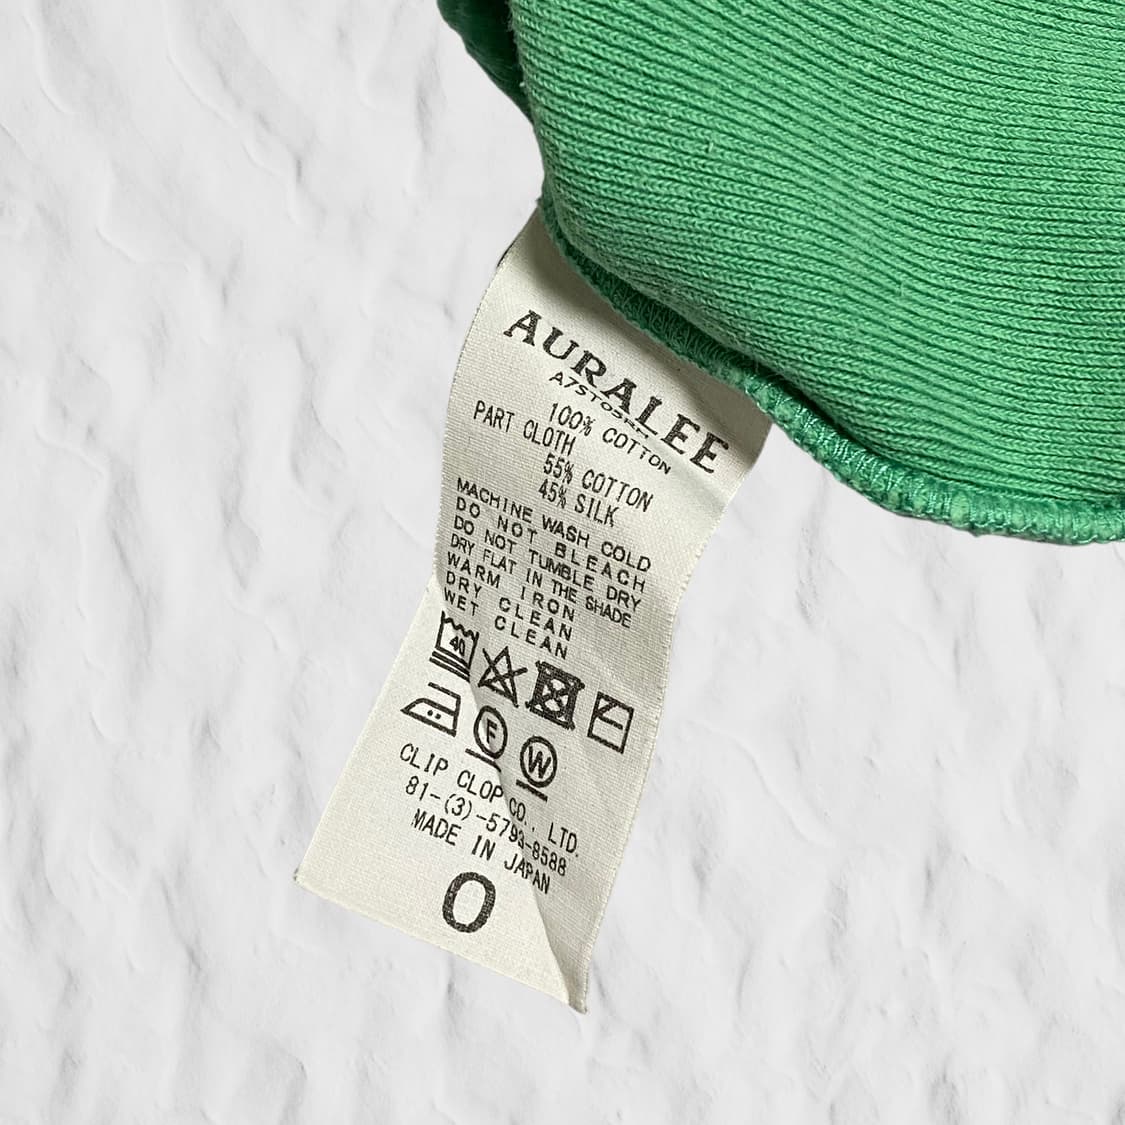 AURALEE
100% COTTON
PART CLOTH
55% COTTON
45% SILK
MACHINE WASH COLD
DO NOT BLEACH
DO NOT TUMBLE DRY
DRY FLAT IN THE SHADE
WARM IRON
DRY CLEAN
WET CLEAN
40
F W
CLIP CLOP CO., LTD.
81-(3)-5793-8588
MADE IN JAPAN
0